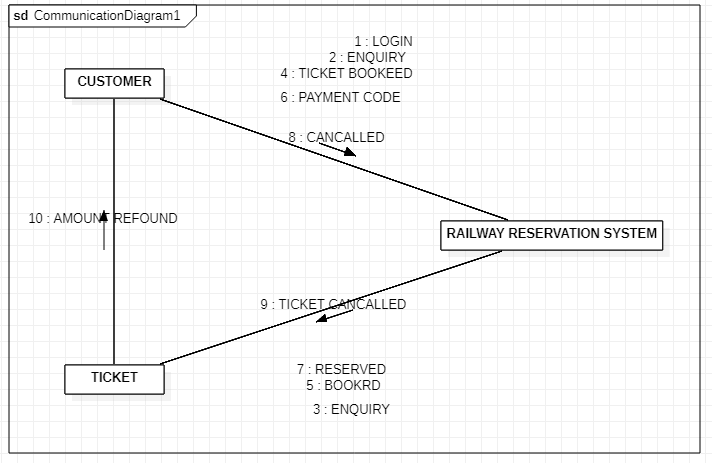 sd CommunicationDiagram1
1 : LOGIN
2 : ENQUIRY
4 : TICKET BOOKEED
6 : PAYMENT CODE
CUSTOMER
8 : CANCALLED
10 : AMOUNT REFOUND
RAILWAY RESERVATION SYSTEM
9 : TICKET CANCALLED
TICKET
7 : RESERVED
5 : BOOKRD
3 : ENQUIRY